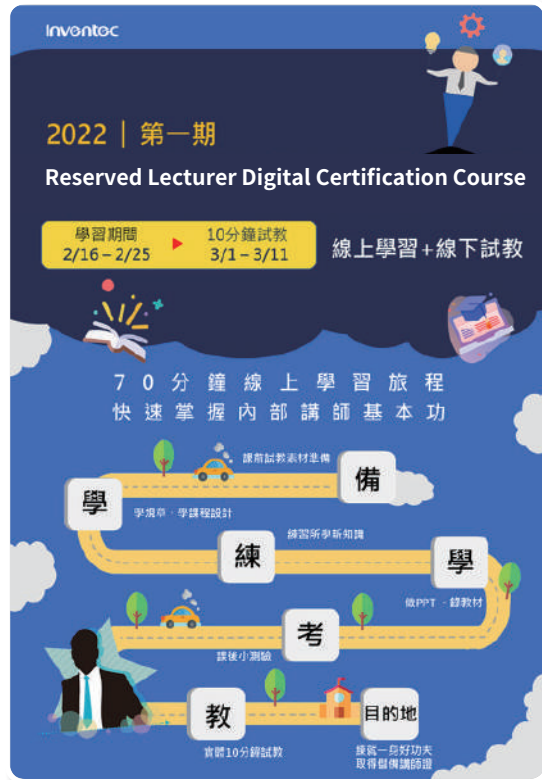 Inventec
2022 | 第一期
Reserved Lecturer Digital Certification Course
學習期間
2/16 – 2/25
10分鐘試教
3/1 – 3/11
線上學習+線下試教
70分鐘線上學習旅程
快速掌握內部講師基本功
課前試教素材準備
備
學
學規章、學課程設計
練習所學新知識
練
學
做PPT、錄教材
考
課後小測驗
教
目的地
實體10分鐘試教
練就一身好功夫
取得儲備講師證